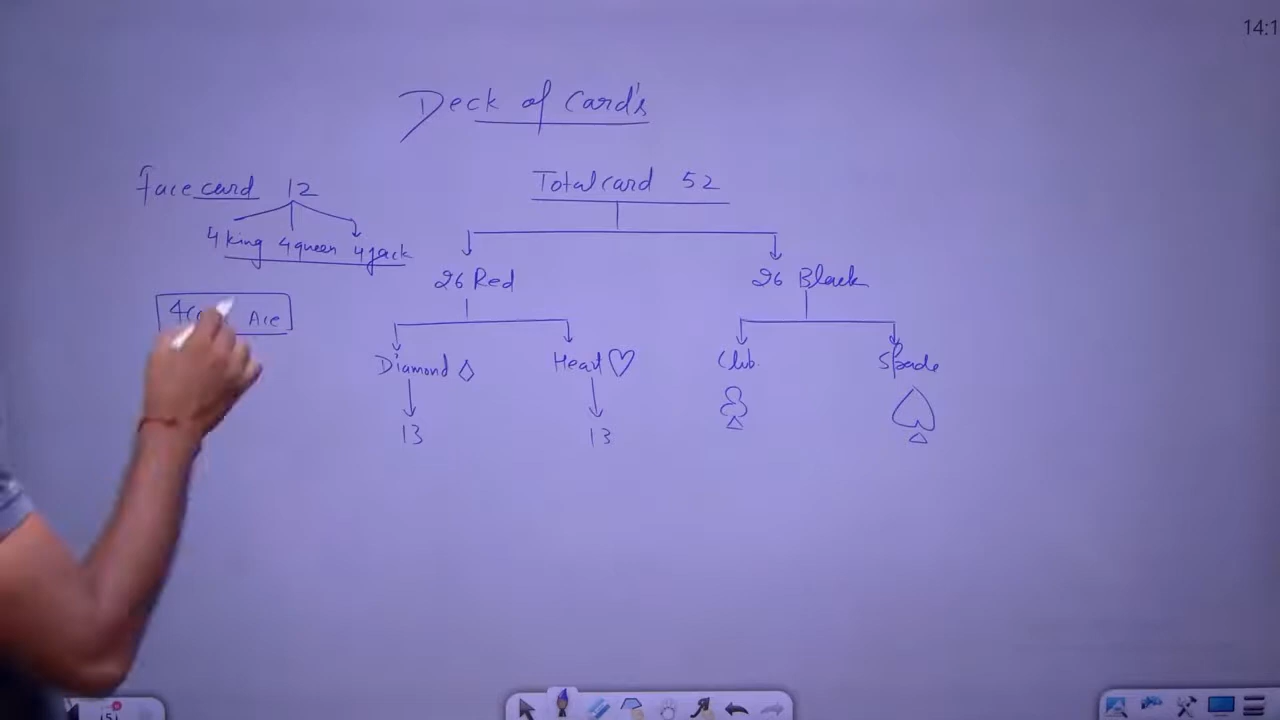 14:1
Deck of Card's
Face card 12
Total card 52
4 king 4 queen 4 jack
26 Red
26 Black
Ace
Diamond
Heart
Club
Spade
13
13